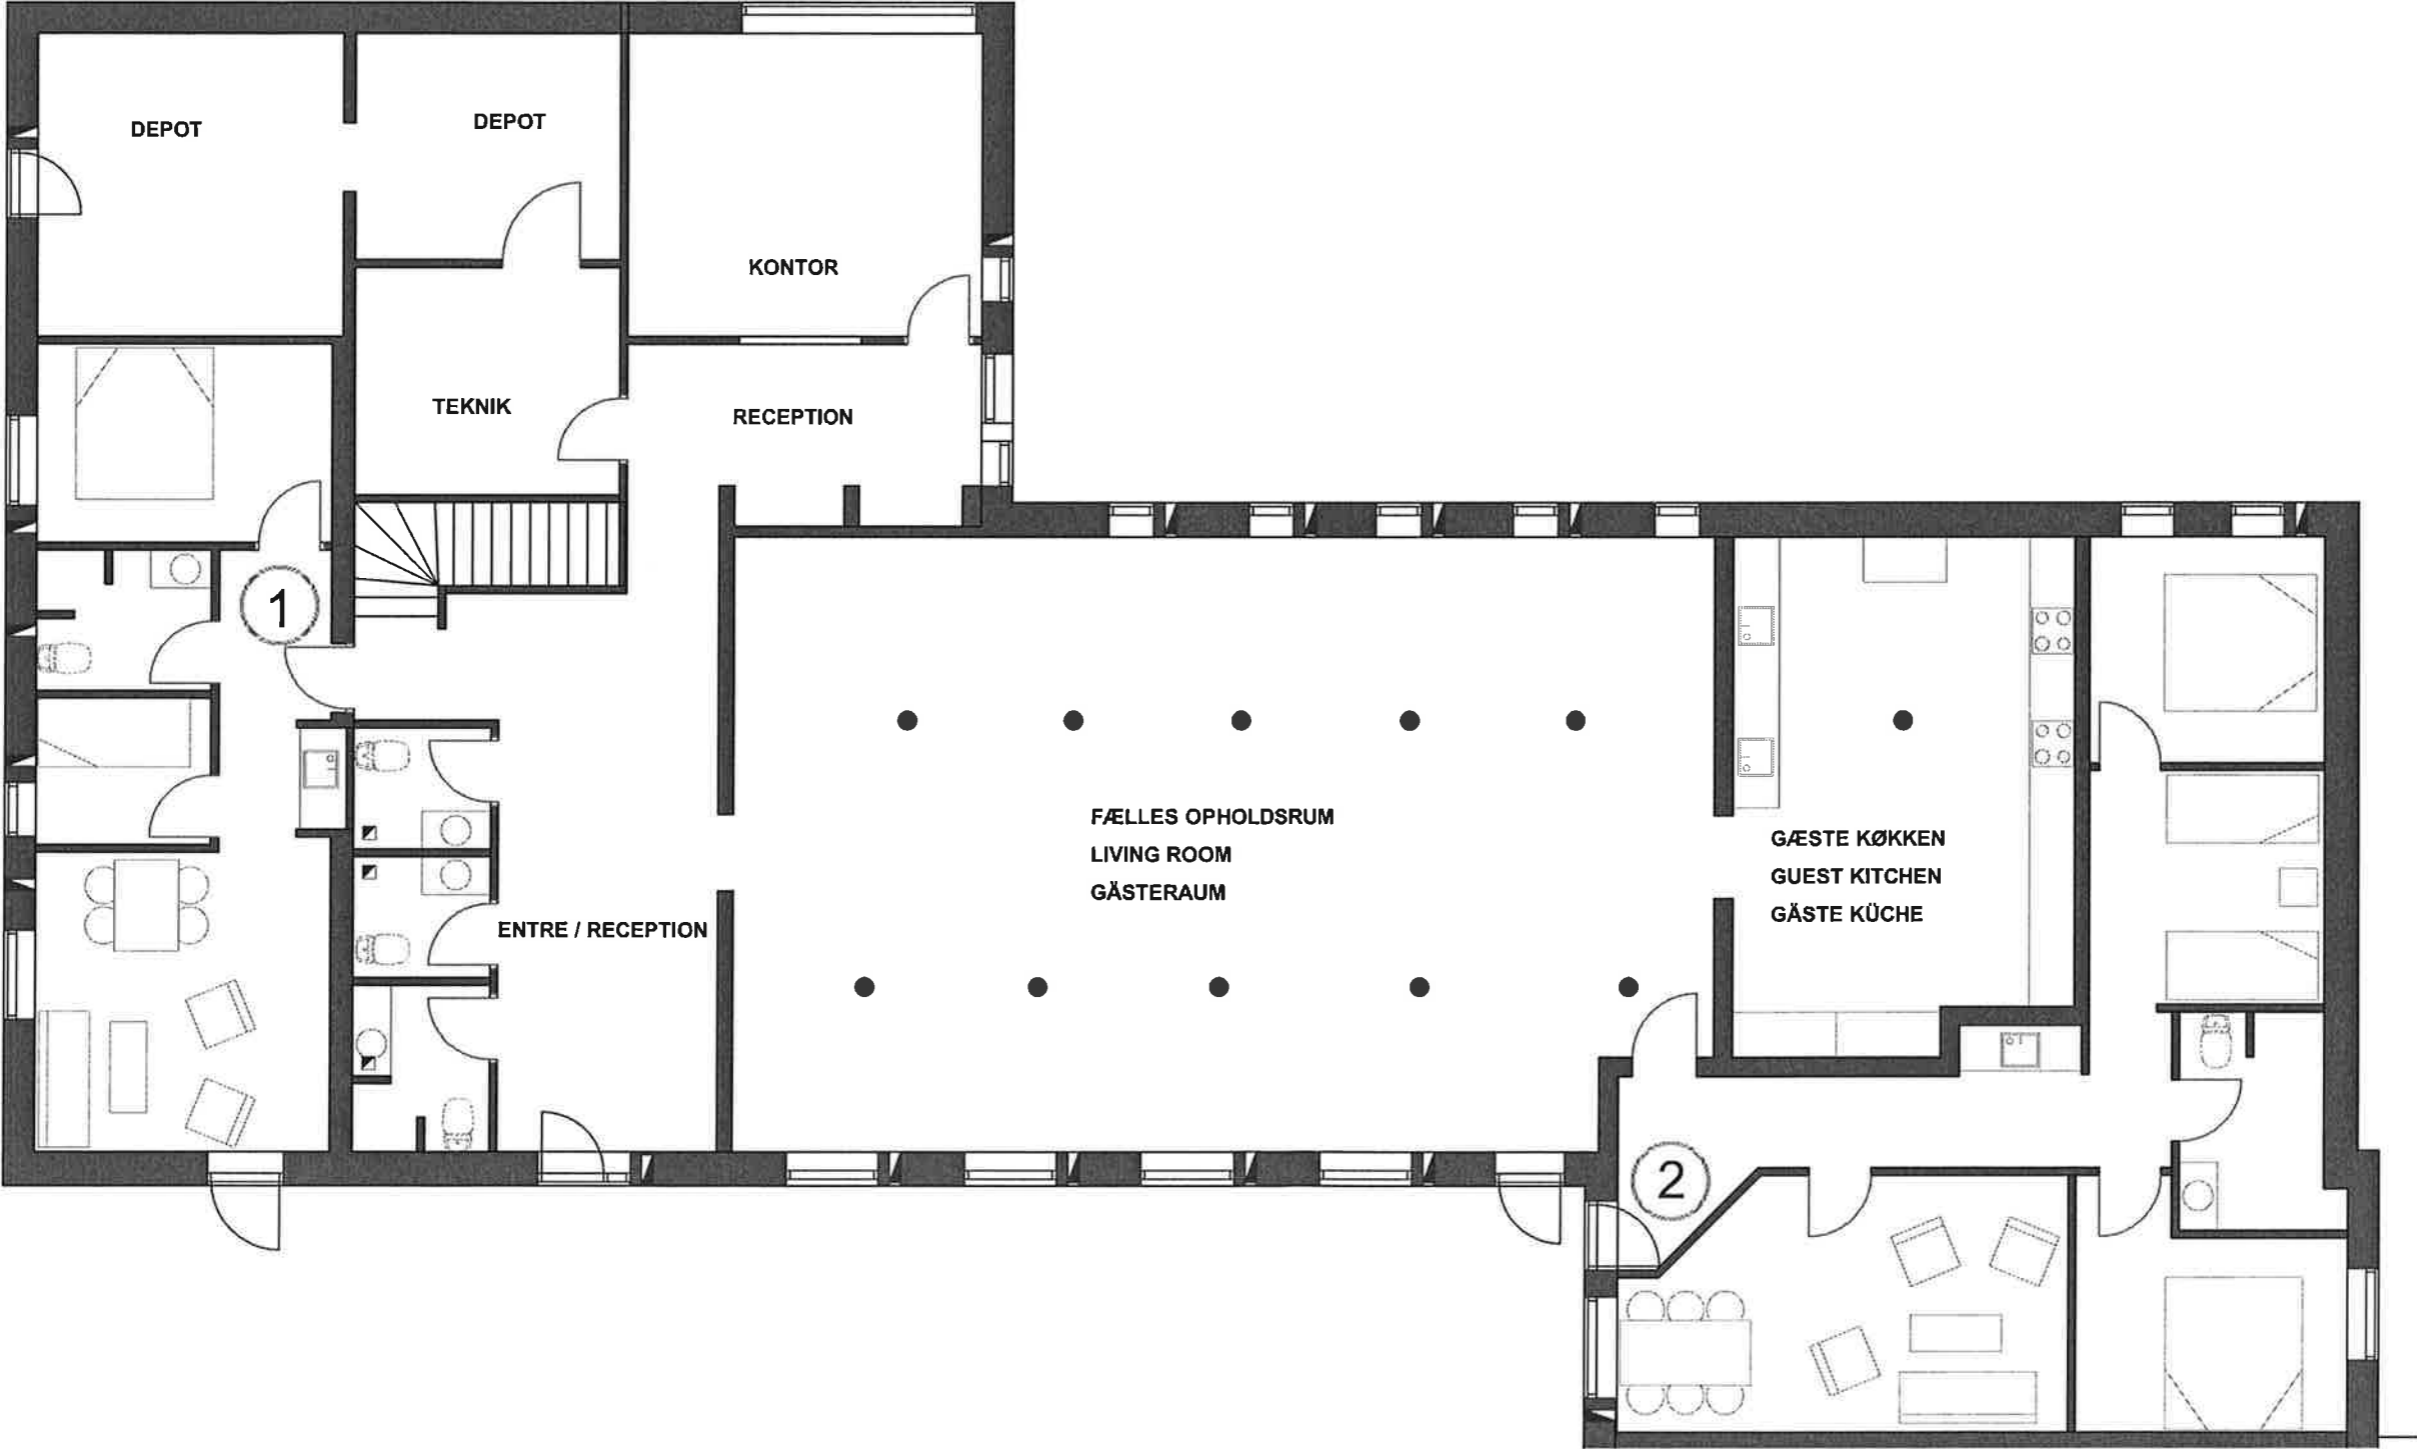 DEPOT
DEPOT
KONTOR
TEKNIK
RECEPTION
1
FÆLLES OPHOLDSRUM
LIVING ROOM
GÄSTERAUM
GÆSTE KØKKEN
GUEST KITCHEN
GÄSTE KÜCHE
ENTRE / RECEPTION
2